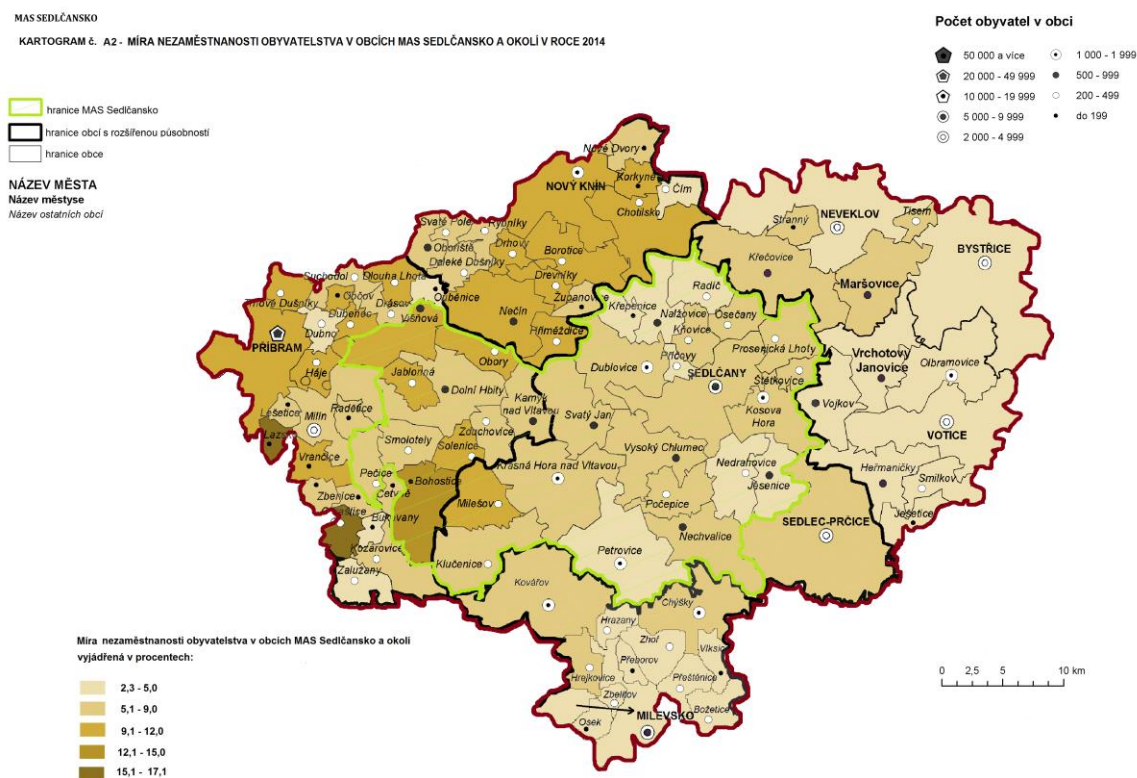 MAS SEDLČANSKO
KARTOGRAM č. A2 - MÍRA NEZAMĚSTNANOSTI OBYVATELSTVA V OBCÍCH MAS SEDLČANSKO A OKOLÍ V ROCE 2014
Počet obyvatel v obci
50 000 a více
20 000 - 49 999
10 000 - 19 999
5 000 - 9 999
2 000 - 4 999
1 000 - 1 999
500 - 999
200 - 499
do 199
hranice MAS Sedlčansko
hranice obcí s rozšířenou působností
hranice obce
NÁZEV MĚSTA
Název městyse
Název ostatních obcí
Nové Dvory
NOVÝ KNÍN
Korkyně
Čím
Chotilsko
Stranný
NEVEKLOV
Tisem
BYSTŘICE
Svaté Pole
Rybníky
Obořiště
Drhovy
Borotice
Daleké Dušníky
Křečovice
Maršovice
Suchodol
Dlouhá Lhota
Drevníky
Ouběnice
Županovice
Radíč
Občov
Drásov
Dubenec
Višňová
Nečín
Křepenice
Nalžovice
Osečany
Dubno
Příměždice
Kňovice
PŘÍBRAM
Obory
Příčovy
Prosenická Lhoty
Vrchotovy
Janovice
Olbramovice
Háje
Jablonná
Dublovice
SEDLČANY
Štětkovice
Dolní Hbity
Kamýk
nad Vltavou
Kosova
Hora
Vojkov
Lešetice
Milín
Radětice
Svatý Jan
VOTICE
Lazsko
Zduchovice
Smolotely
Solenice
Vysoký Chlumec
Vrančice
Krásná Hora nad Vltavou
Nedrahovice
Heřmaničky
Smilkov
Pečice
Bohostice
Jesenice
Zbenice
Četyně
Milešov
Počepice
SEDLEC-PRČICE
Ješetice
Bukovany
Nechvalice
Kozárovice
Petrovice
Zalužany
Klučenice
Kovářov
Chyšky
Hrazany
Zhoř
Vlksice
Přeborov
Hrejkovice
Přeštěnice
Zbelítov
Božetice
MILEVSKO
Osek
Míra nezaměstnanosti obyvatelstva v obcích MAS Sedlčansko a okolí
vyjádřená v procentech:
2,3 - 5,0
5,1 - 9,0
9,1 - 12,0
12,1 - 15,0
15,1 - 17,1
0 2,5 5 10 km